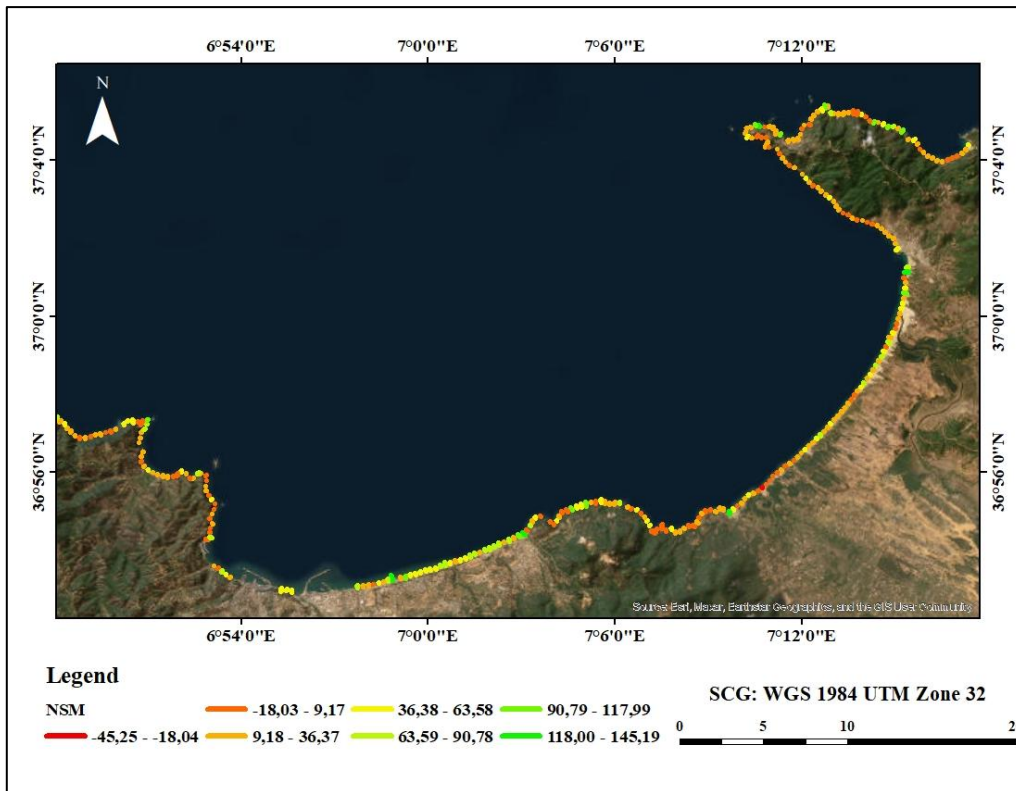 6°54'0"E 7°0'0"E 7°6'0"E 7°12'0"E
N
37°4'0"N 37°4'0"N
37°0'0"N 37°0'0"N
36°56'0"N 36°56'0"N
Source: Esri, Maxar, Earthstar Geographics, and the GIS User Community
6°54'0"E 7°0'0"E 7°6'0"E 7°12'0"E
Legend
NSM -18,03 - 9,17 36,38 - 63,58 90,79 - 117,99
-45,25 - -18,04 9,18 - 36,37 63,59 - 90,78 118,00 - 145,19
SCG: WGS 1984 UTM Zone 32
0 5 10